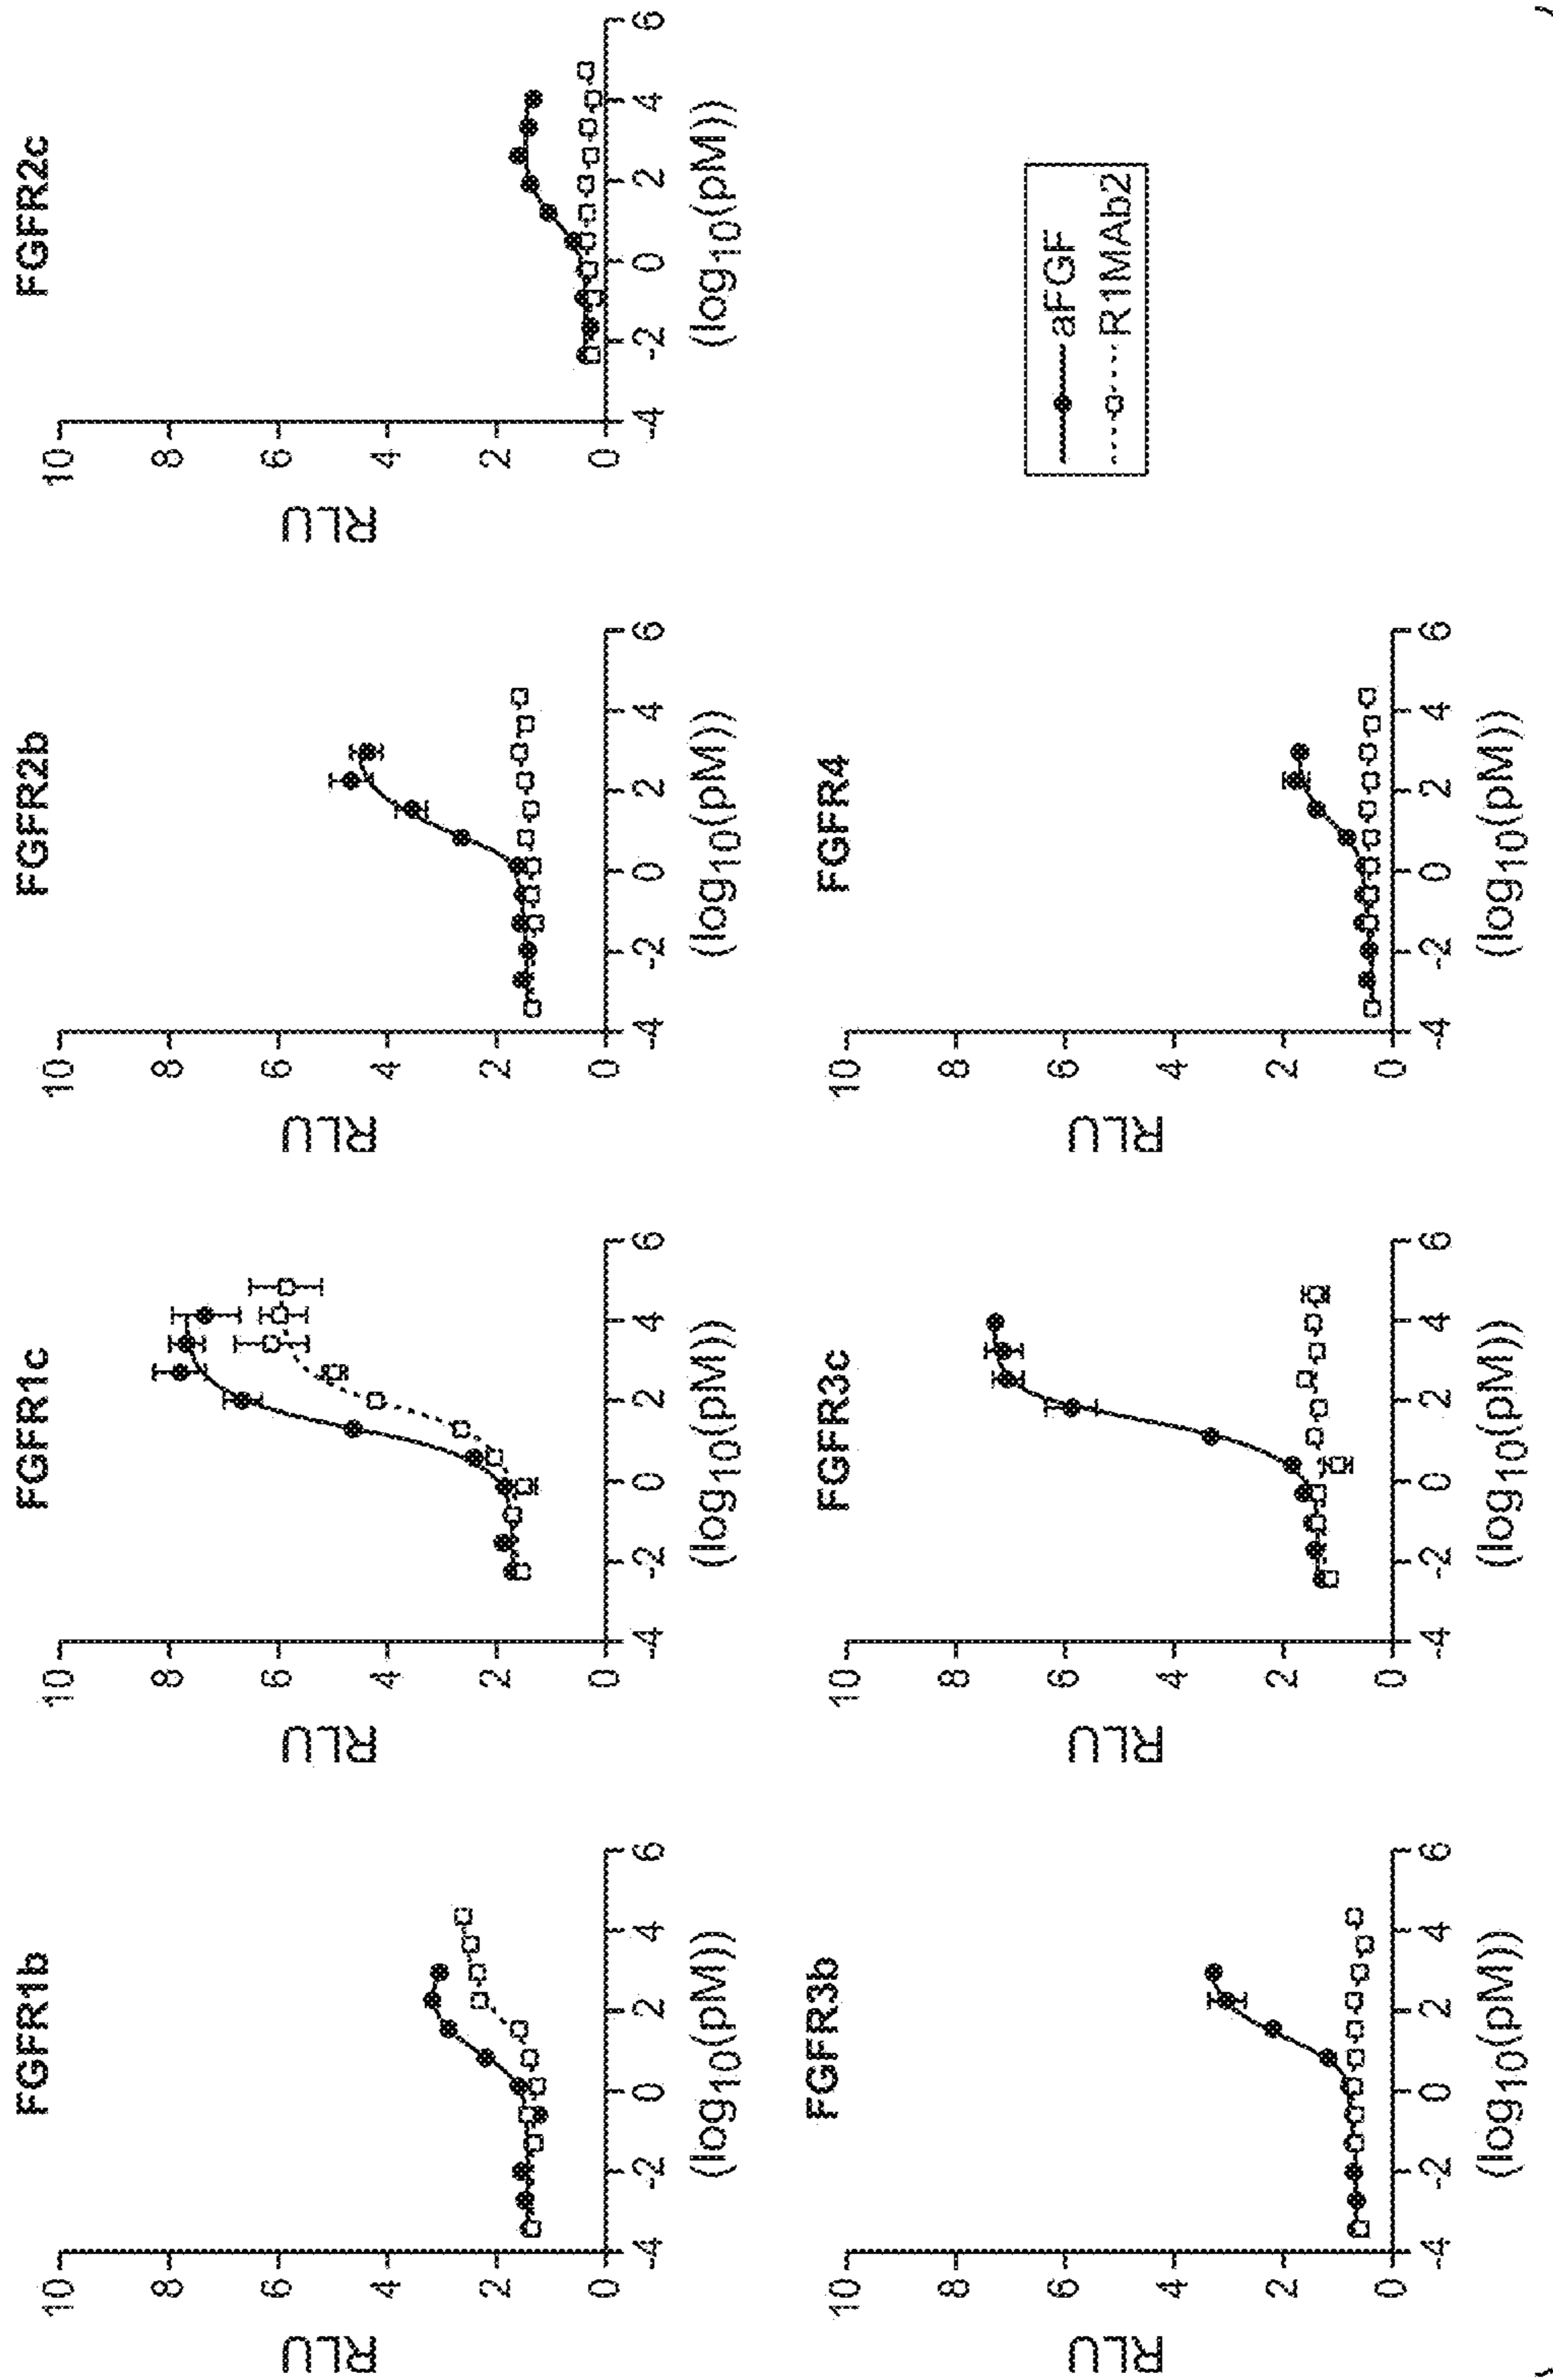 FGFR1b
10
8
6
4
2
0
RLU
-4 -2 0 2 4 6
(log10(pM))
FGFR1c
10
8
6
4
2
0
RLU
-4 -2 0 2 4 6
(log10(pM))
FGFR2b
10
8
6
4
2
0
RLU
-4 -2 0 2 4 6
(log10(pM))
FGFR2c
10
8
6
4
2
0
RLU
-4 -2 0 2 4 6
(log10(pM))
FGFR3b
10
8
6
4
2
0
RLU
-4 -2 0 2 4 6
(log10(pM))
FGFR3c
10
8
6
4
2
0
RLU
-4 -2 0 2 4 6
(log10(pM))
FGFR4
10
8
6
4
2
0
RLU
-4 -2 0 2 4 6
(log10(pM))
aFGF
R1MAb2